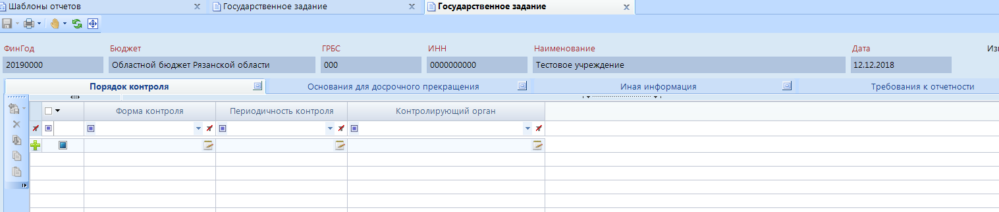 Шаблоны отчетов Государственное задание Государственное задание
ФинГод Бюджет ГРБС ИНН Наименование Дата
20190000 Областной бюджет Рязанской области 000 0000000000 Тестовое учреждение 12.12.2018
Порядок контроля Основания для досрочного прекращения Иная информация Требования к отчетности
Форма контроля Периодичность контроля Контролирующий орган